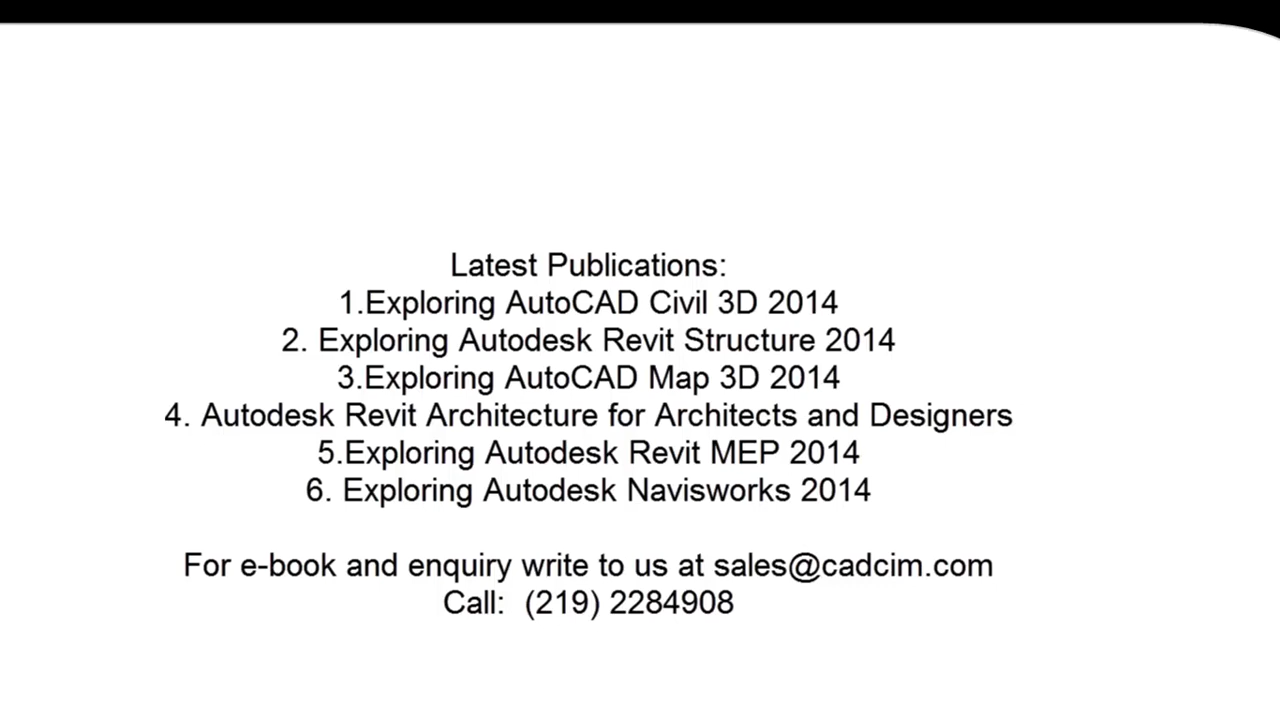 Latest Publications:
1.Exploring AutoCAD Civil 3D 2014
2. Exploring Autodesk Revit Structure 2014
3.Exploring AutoCAD Map 3D 2014
4. Autodesk Revit Architecture for Architects and Designers
5.Exploring Autodesk Revit MEP 2014
6. Exploring Autodesk Navisworks 2014
For e-book and enquiry write to us at sales@cadcim.com
Call:  (219) 2284908